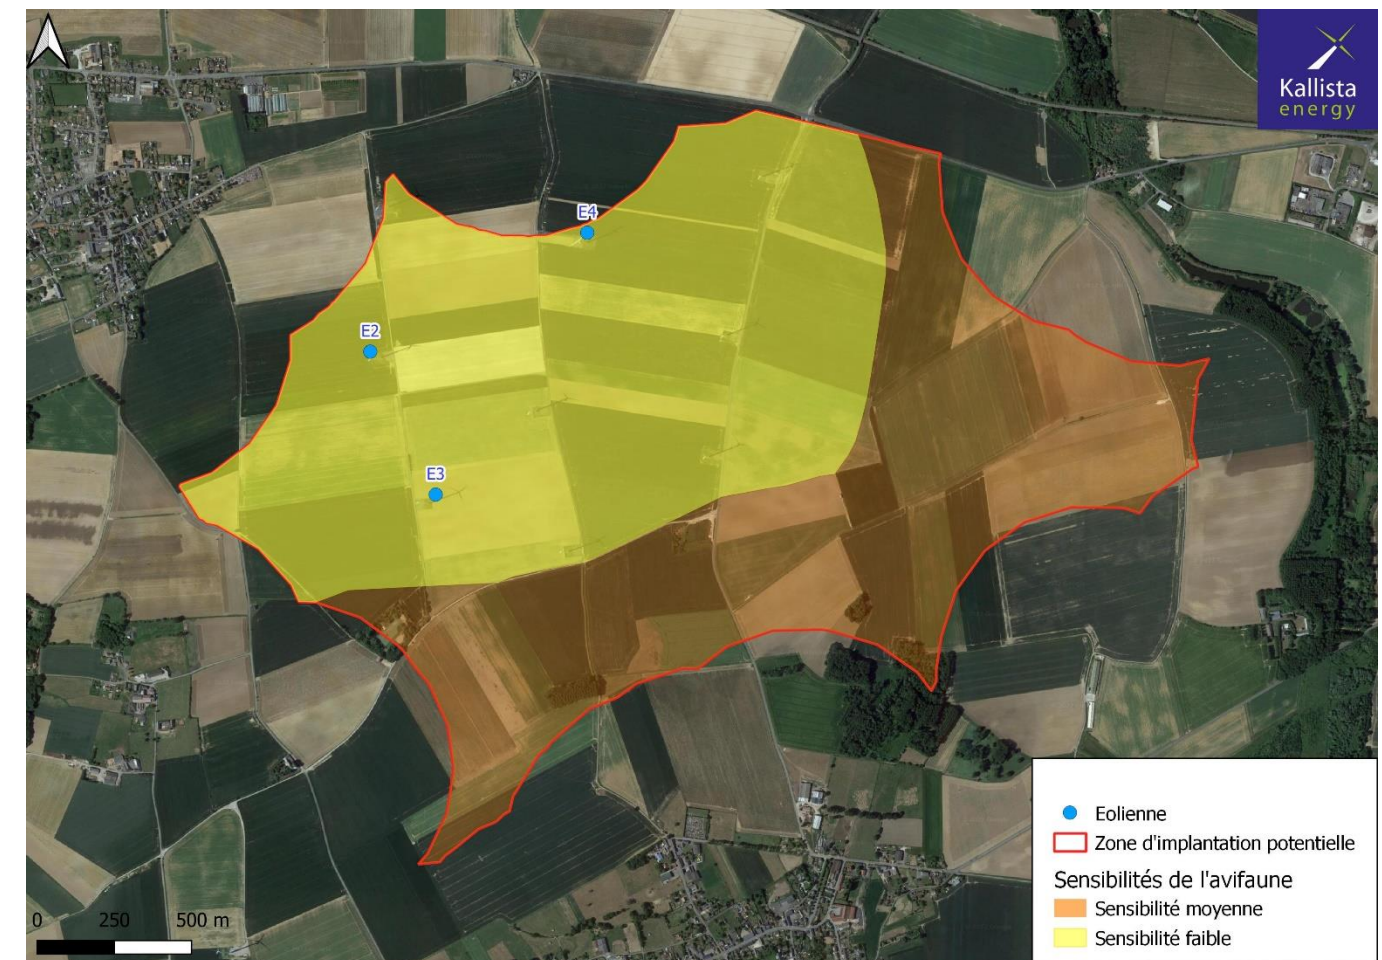 Kallista
energy
E4
E2
E3
Eolienne
Zone d'implantation potentielle
Sensibilités de l'avifaune
Sensibilité moyenne
Sensibilité faible
0 250 500 m